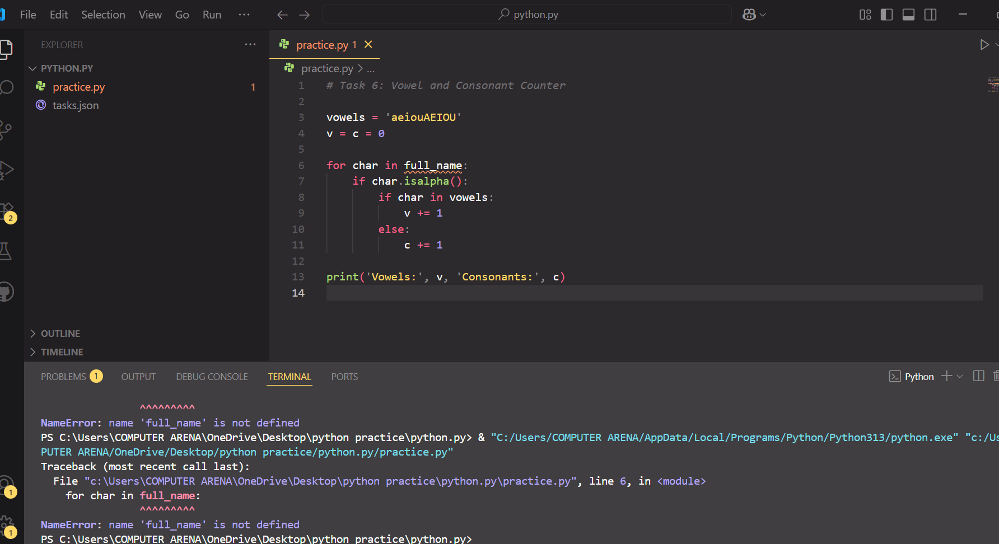 File Edit Selection View Go Run ··· python.py
EXPLORER ···
PYTHON.PY
practice.py 1
tasks.json
OUTLINE
TIMELINE
practice.py 1
practice.py > ...
1 # Task 6: Vowel and Consonant Counter
2
3 vowels = 'aeiouAEIOU'
4 v = c = 0
5
6 for char in full_name:
7 if char.isalpha():
8 if char in vowels:
9 v += 1
10 else:
11 c += 1
12
13 print('Vowels:', v, 'Consonants:', c)
14
2
1
1
PROBLEMS 1 OUTPUT DEBUG CONSOLE TERMINAL PORTS Python
^^^^^^^^^
NameError: name 'full_name' is not defined
PS C:\Users\COMPUTER ARENA\OneDrive\Desktop\python practice\python.py> & "C:/Users/COMPUTER ARENA/AppData/Local/Programs/Python/Python313/python.exe" "c:/Us
PUTER ARENA/OneDrive/Desktop/python practice/python.py/practice.py"
Traceback (most recent call last):
File "c:\Users\COMPUTER ARENA\OneDrive\Desktop\python practice\python.py\practice.py", line 6, in <module>
for char in full_name:
^^^^^^^^^
NameError: name 'full_name' is not defined
PS C:\Users\COMPUTER ARENA\OneDrive\Desktop\python practice\python.py>